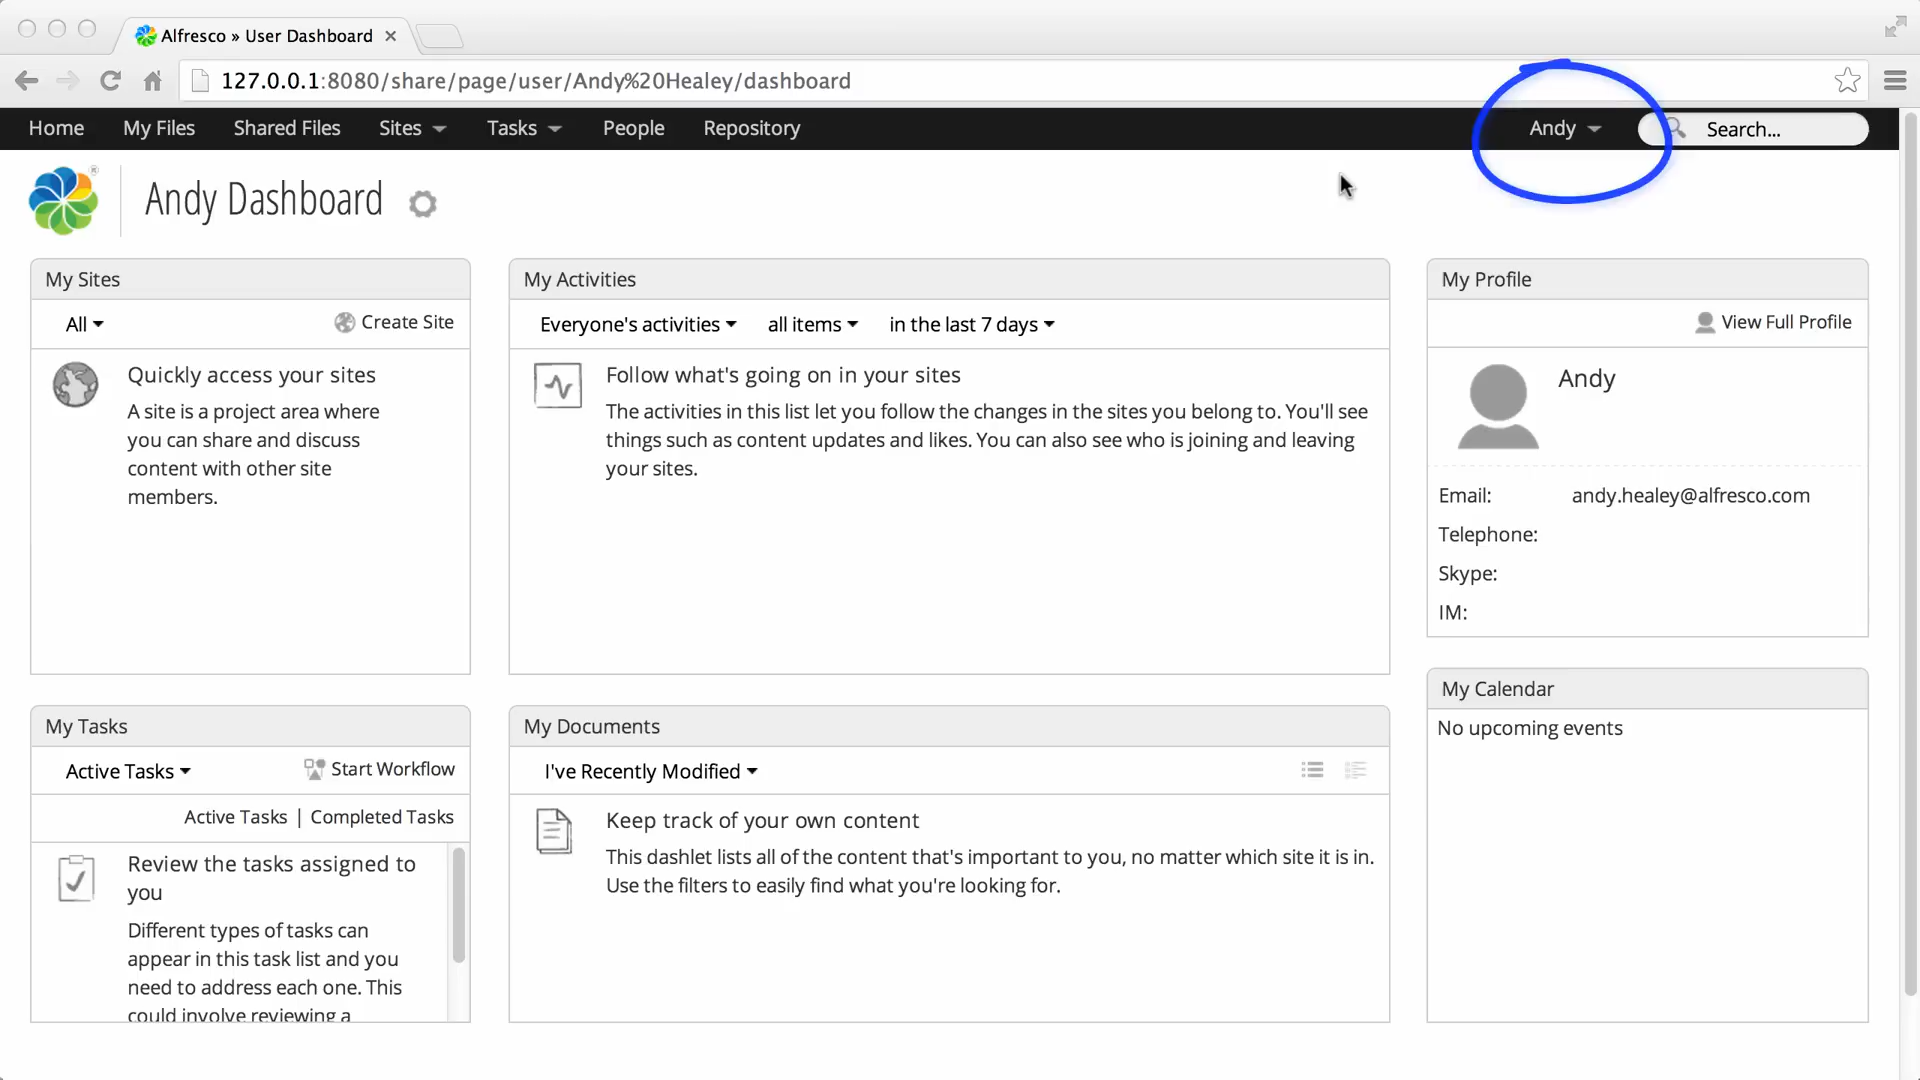 Alfresco » User Dashboard
127.0.0.1:8080/share/page/user/Andy%20Healey/dashboard
Home My Files Shared Files Sites Tasks People Repository Andy Search...
Andy Dashboard
My Sites
All Create Site
Quickly access your sites
A site is a project area where
you can share and discuss
content with other site
members.
My Activities
Everyone's activities all items in the last 7 days
Follow what's going on in your sites
The activities in this list let you follow the changes in the sites you belong to. You'll see
things such as content updates and likes. You can also see who is joining and leaving
your sites.
My Profile
View Full Profile
Andy
Email: andy.healey@alfresco.com
Telephone:
Skype:
IM:
My Tasks
Active Tasks Start Workflow
Active Tasks | Completed Tasks
Review the tasks assigned to
you
Different types of tasks can
appear in this task list and you
need to address each one. This
could involve reviewing a
My Documents
I've Recently Modified
Keep track of your own content
This dashlet lists all of the content that's important to you, no matter which site it is in.
Use the filters to easily find what you're looking for.
My Calendar
No upcoming events